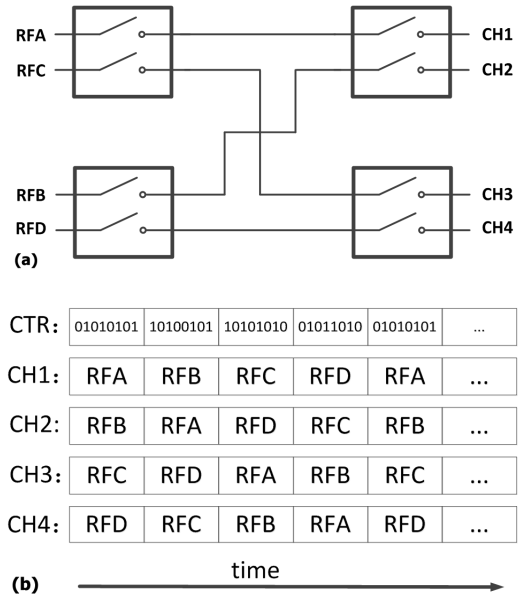 RFA CH1
RFC CH2
RFB CH3
RFD CH4
(a)
CTR: 01010101 10100101 10101010 01011010 01010101 ...
CH1: RFA RFB RFC RFD RFA ...
CH2: RFB RFA RFD RFC RFB ...
CH3: RFC RFD RFA RFB RFC ...
CH4: RFD RFC RFB RFA RFD ...
time
(b)